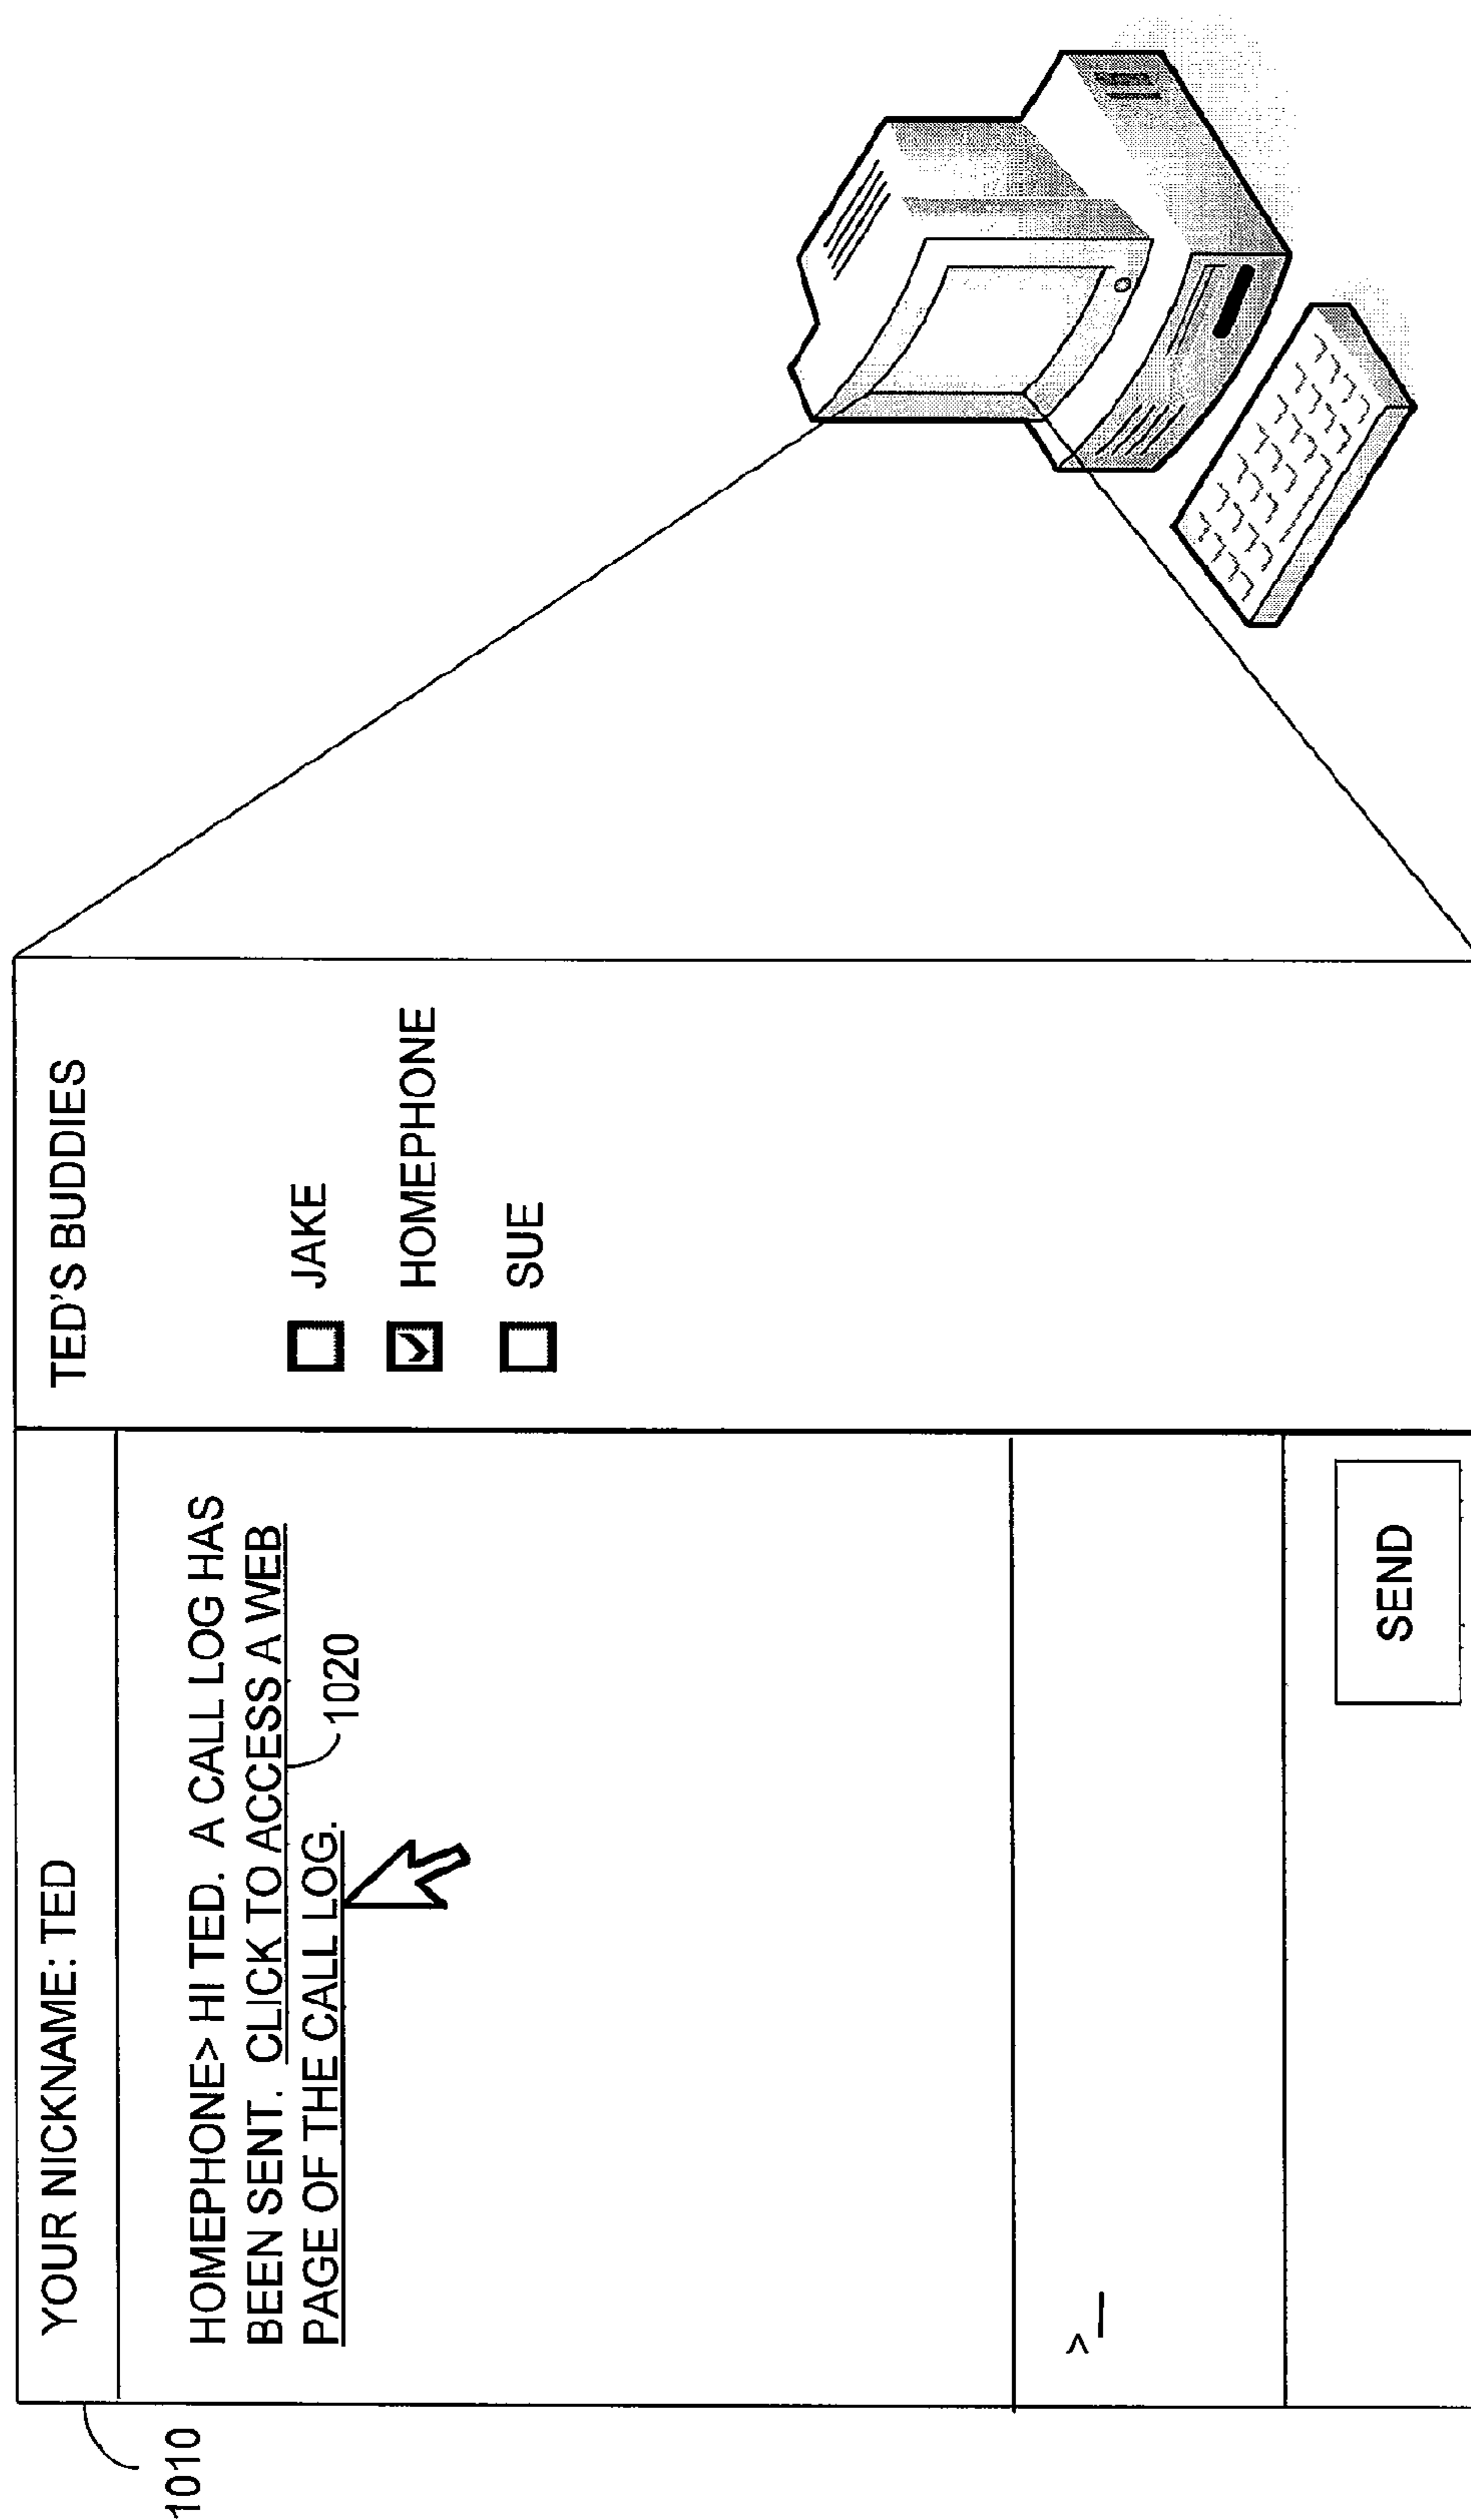 YOUR NICKNAME: TED
TED'S BUDDIES
HOMEPHONE> HI TED. A CALL LOG HAS
BEEN SENT. CLICK TO ACCESS A WEB
PAGE OF THE CALL LOG.
JAKE
HOMEPHONE
SUE
>_
SEND
1010
1020